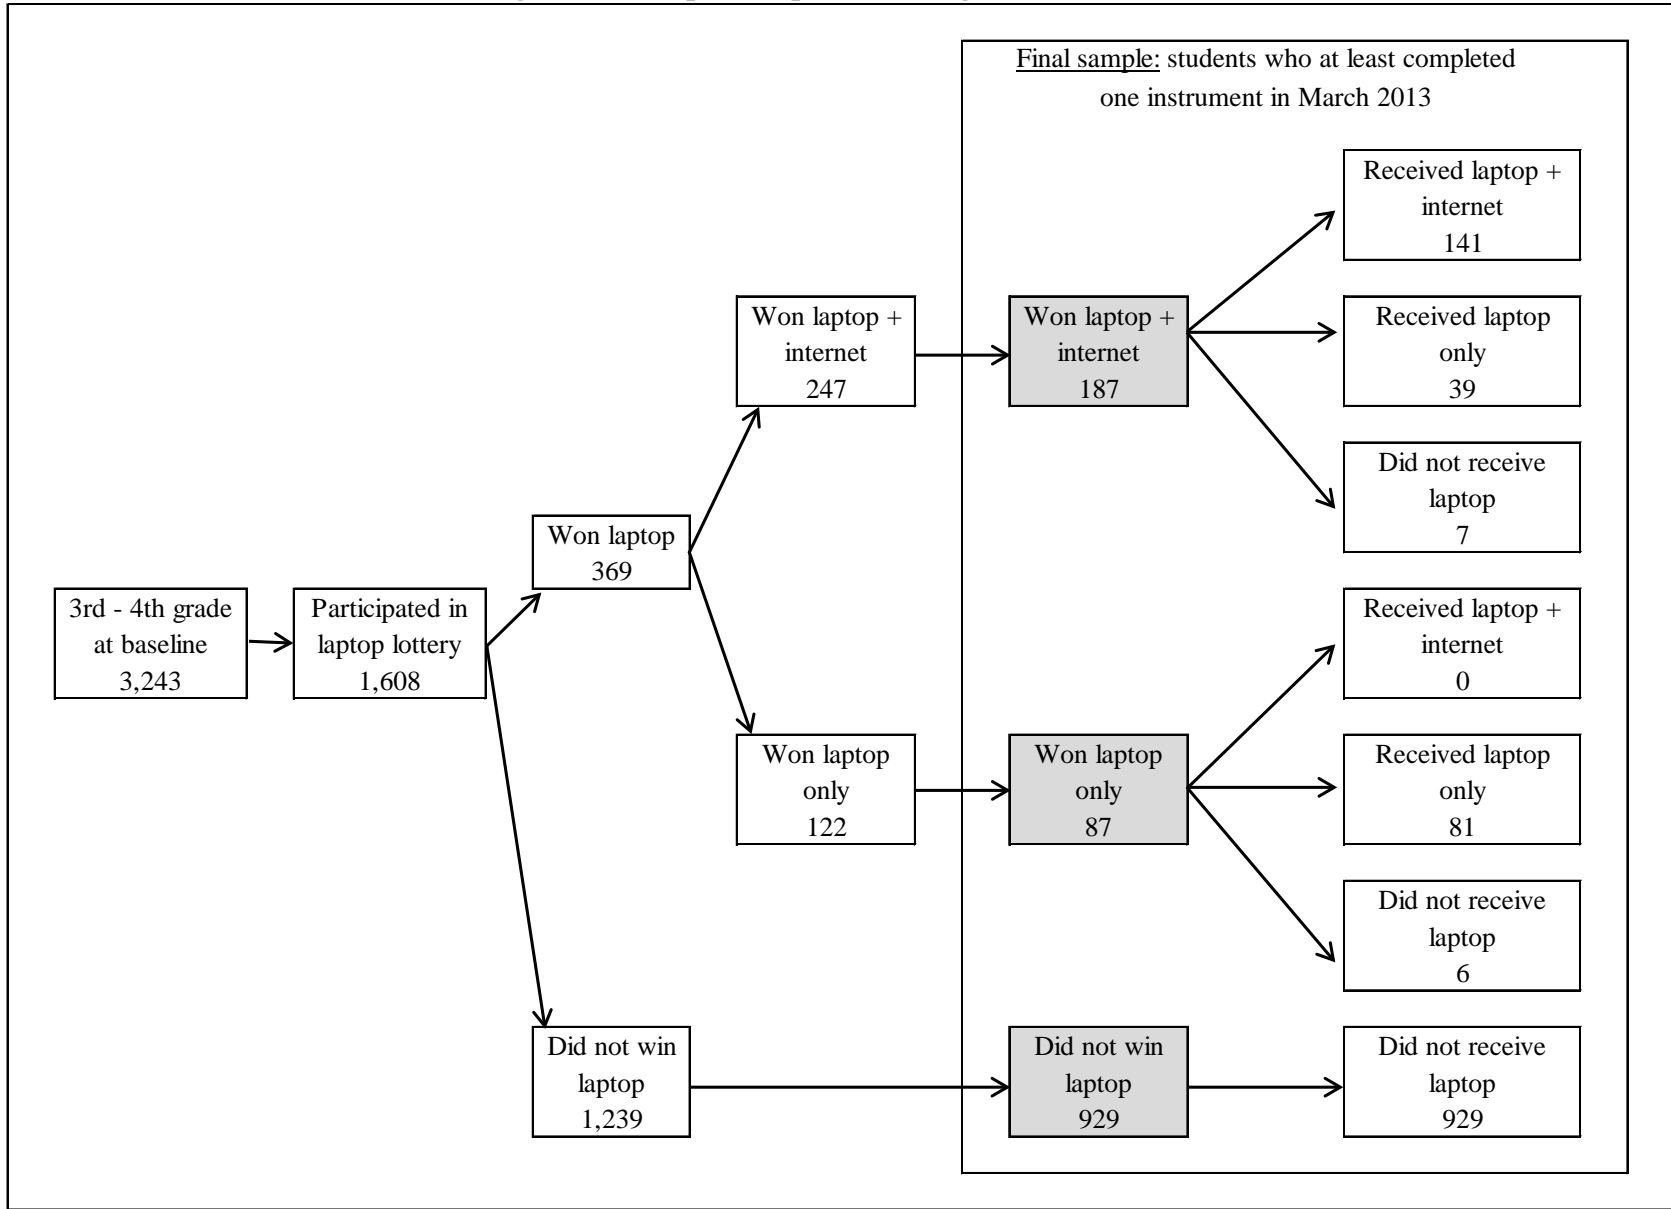 Final sample: students who at least completed
one instrument in March 2013
Received laptop +
internet
141
Won laptop +
internet
247
Won laptop +
internet
187
Received laptop
only
39
Did not receive
laptop
7
Won laptop
369
3rd - 4th grade
at baseline
3,243
Participated in
laptop lottery
1,608
Received laptop +
internet
0
Won laptop
only
122
Won laptop
only
87
Received laptop
only
81
Did not receive
laptop
6
Did not win
laptop
1,239
Did not win
laptop
929
Did not receive
laptop
929